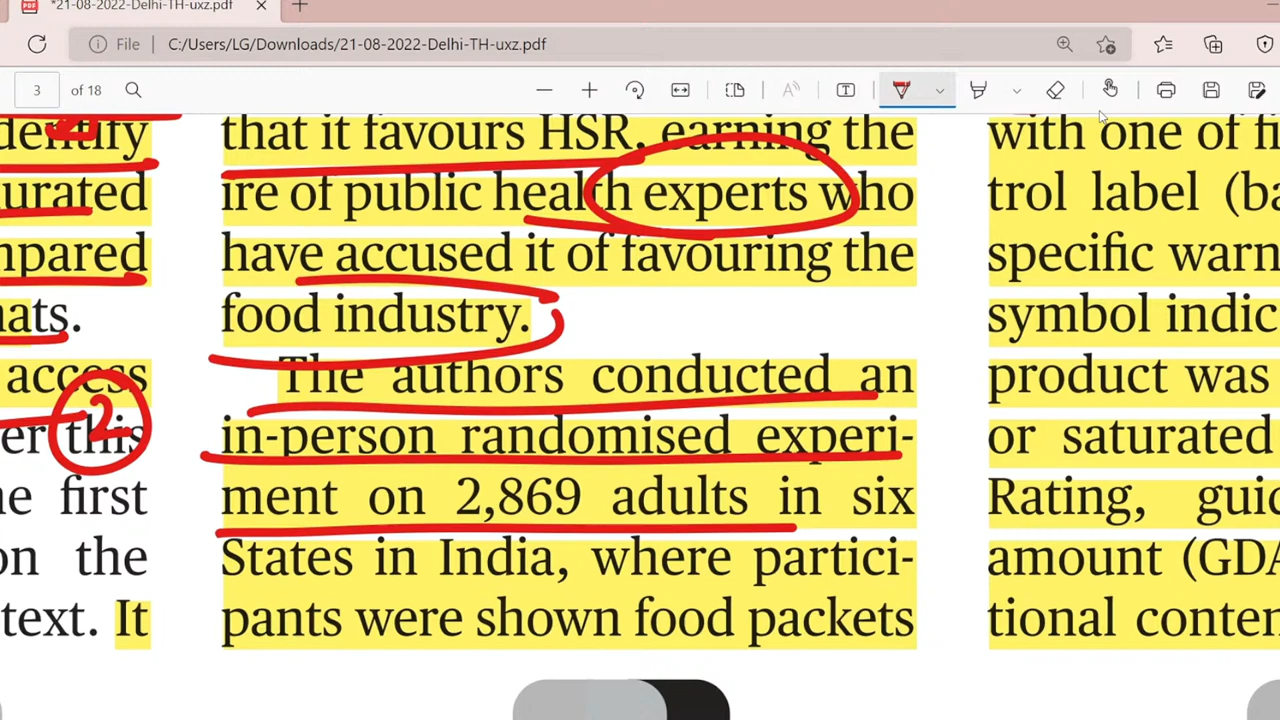 *21-08-2022-Delhi-TH-uxz.pdf
File C:/Users/LG/Downloads/21-08-2022-Delhi-TH-uxz.pdf
3 of 18
urated
mpared
access
this
first
on the
text. It
that it favours HSR, earning the
ire of public health experts who
have accused it of favouring the
food industry.
The authors conducted an
in-person randomised experi-
ment on 2,869 adults in six
States in India, where partici-
pants were shown food packets
with one of fi
trol label (ba
specific warn
symbol indic
product was
or saturated
Rating, guid
amount (GDA
tional conten
2